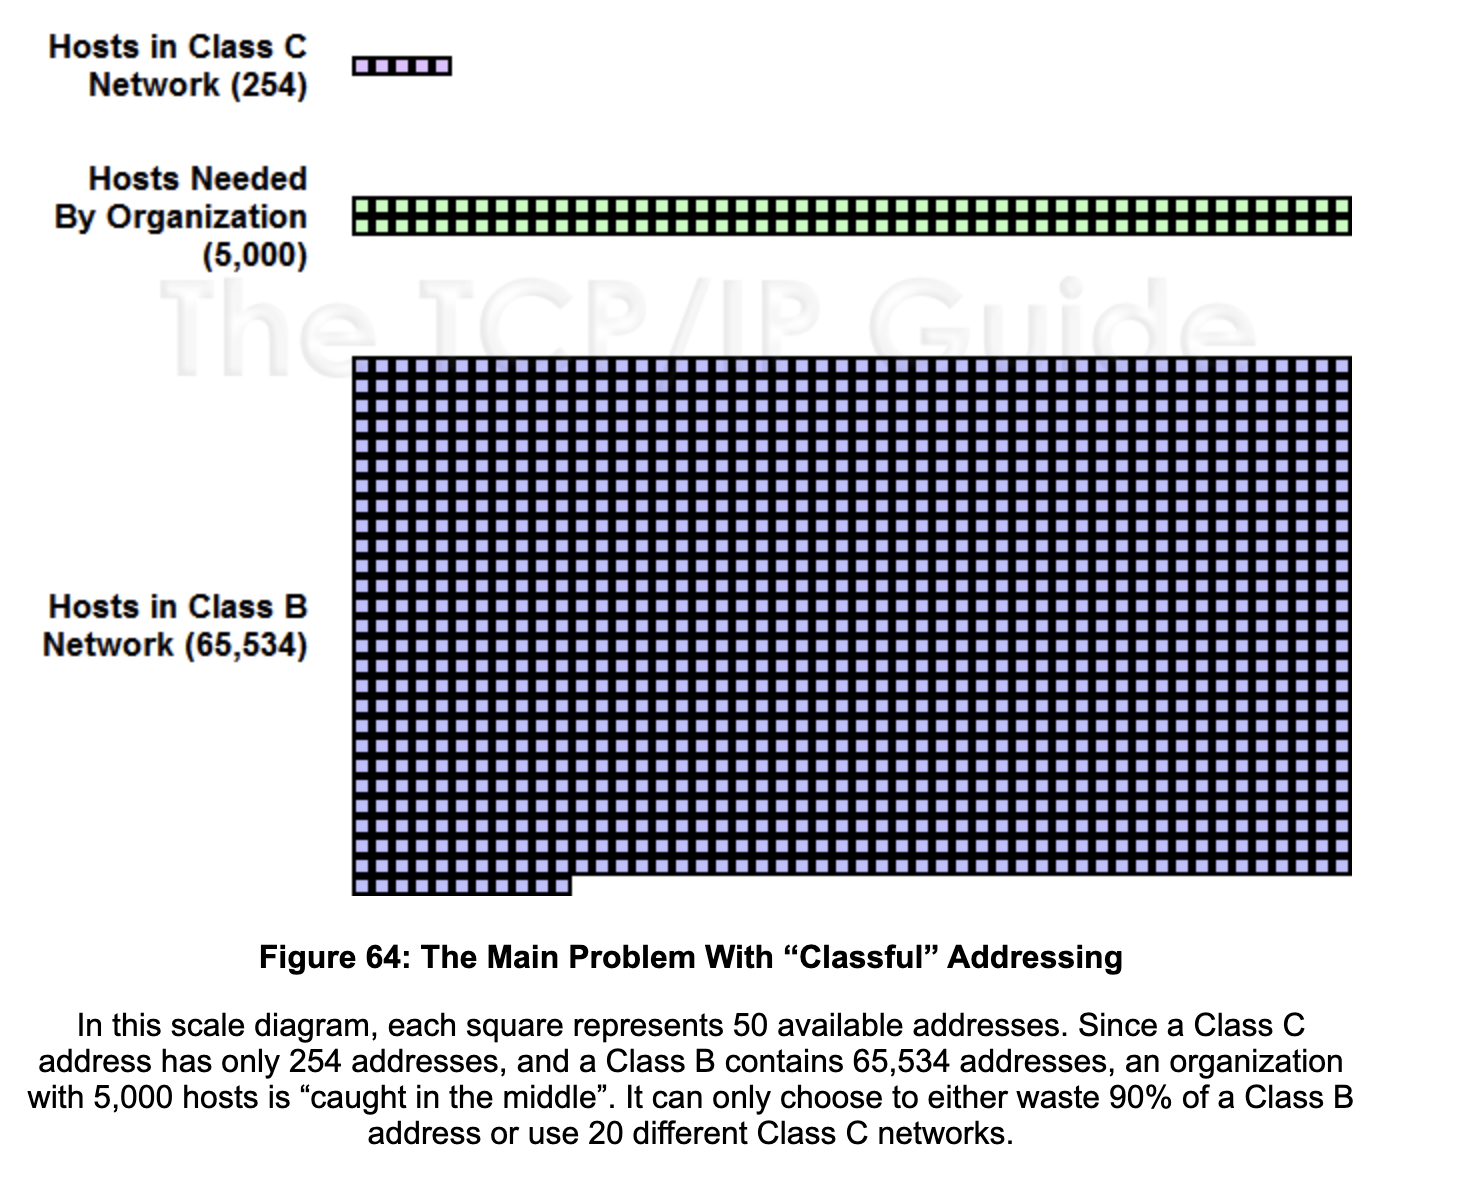 Hosts in Class C
Network (254)
Hosts Needed
By Organization
(5,000)
The TCP/IP Guide
Hosts in Class B
Network (65,534)
Figure 64: The Main Problem With “Classful” Addressing
In this scale diagram, each square represents 50 available addresses. Since a Class C
address has only 254 addresses, and a Class B contains 65,534 addresses, an organization
with 5,000 hosts is “caught in the middle”. It can only choose to either waste 90% of a Class B
address or use 20 different Class C networks.